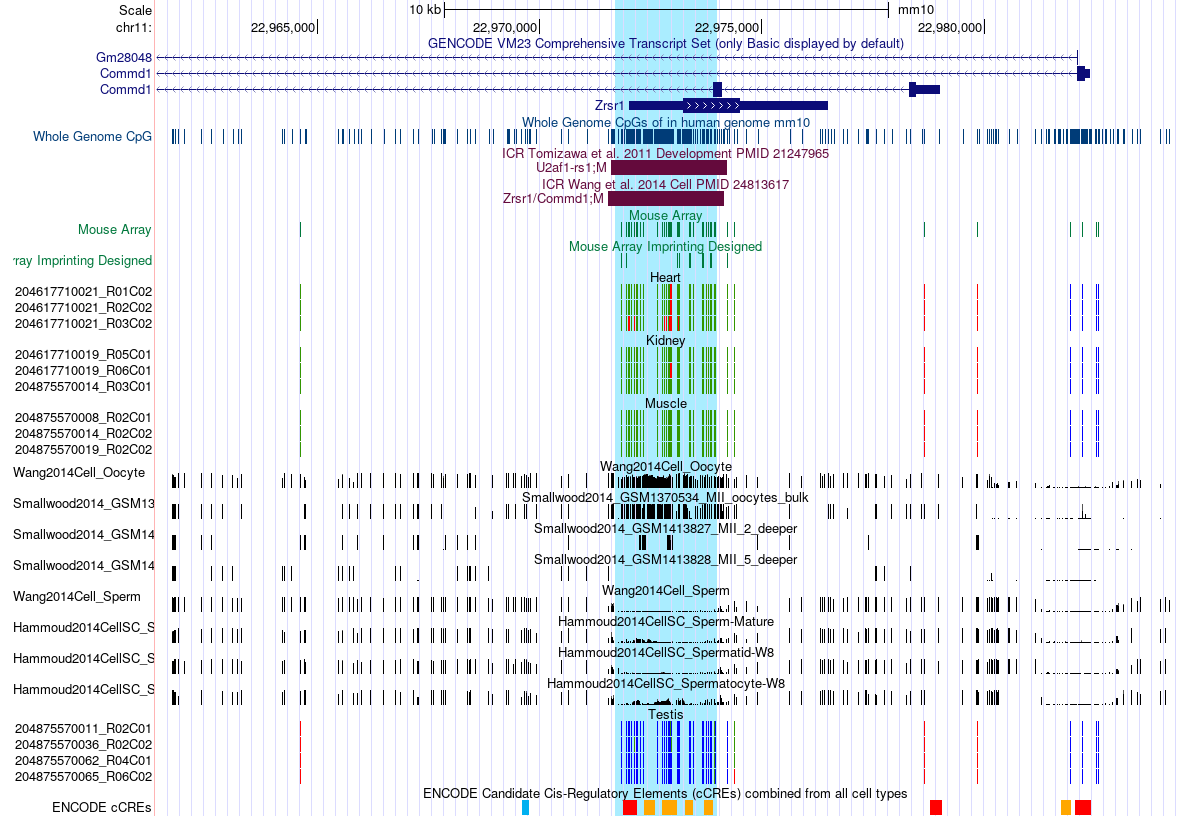 Scale 10 kb mm10
chr11: 22,965,000 22,970,000 22,975,000 22,980,000
GENCODE VM23 Comprehensive Transcript Set (only Basic displayed by default)
Gm28048
Commd1
Commd1
Zrsr1
Whole Genome CpGs of in human genome mm10
Whole Genome CpG
ICR Tomizawa et al. 2011 Development PMID 21247965
U2af1-rs1;M
ICR Wang et al. 2014 Cell PMID 24813617
Zrsr1/Commd1;M
Mouse Array
Mouse Array
Mouse Array Imprinting Designed
rray Imprinting Designed
Heart
204617710021_R01C02
204617710021_R02C02
204617710021_R03C02
Kidney
204617710019_R05C01
204617710019_R06C01
204875570014_R03C01
Muscle
204875570008_R02C01
204875570014_R02C02
204875570019_R02C02
Wang2014Cell_Oocyte
Wang2014Cell_Oocyte
Smallwood2014_GSM1370534_MII_oocytes_bulk
Smallwood2014_GSM13
Smallwood2014_GSM1413827_MII_2_deeper
Smallwood2014_GSM14
Smallwood2014_GSM1413828_MII_5_deeper
Smallwood2014_GSM14
Wang2014Cell_Sperm
Wang2014Cell_Sperm
Hammoud2014CellSC_Sperm-Mature
Hammoud2014CellSC_S
Hammoud2014CellSC_Spermatid-W8
Hammoud2014CellSC_S
Hammoud2014CellSC_Spermatocyte-W8
Hammoud2014CellSC_S
Testis
204875570011_R02C01
204875570036_R02C02
204875570062_R04C01
204875570065_R06C02
ENCODE Candidate Cis-Regulatory Elements (cCREs) combined from all cell types
ENCODE cCREs